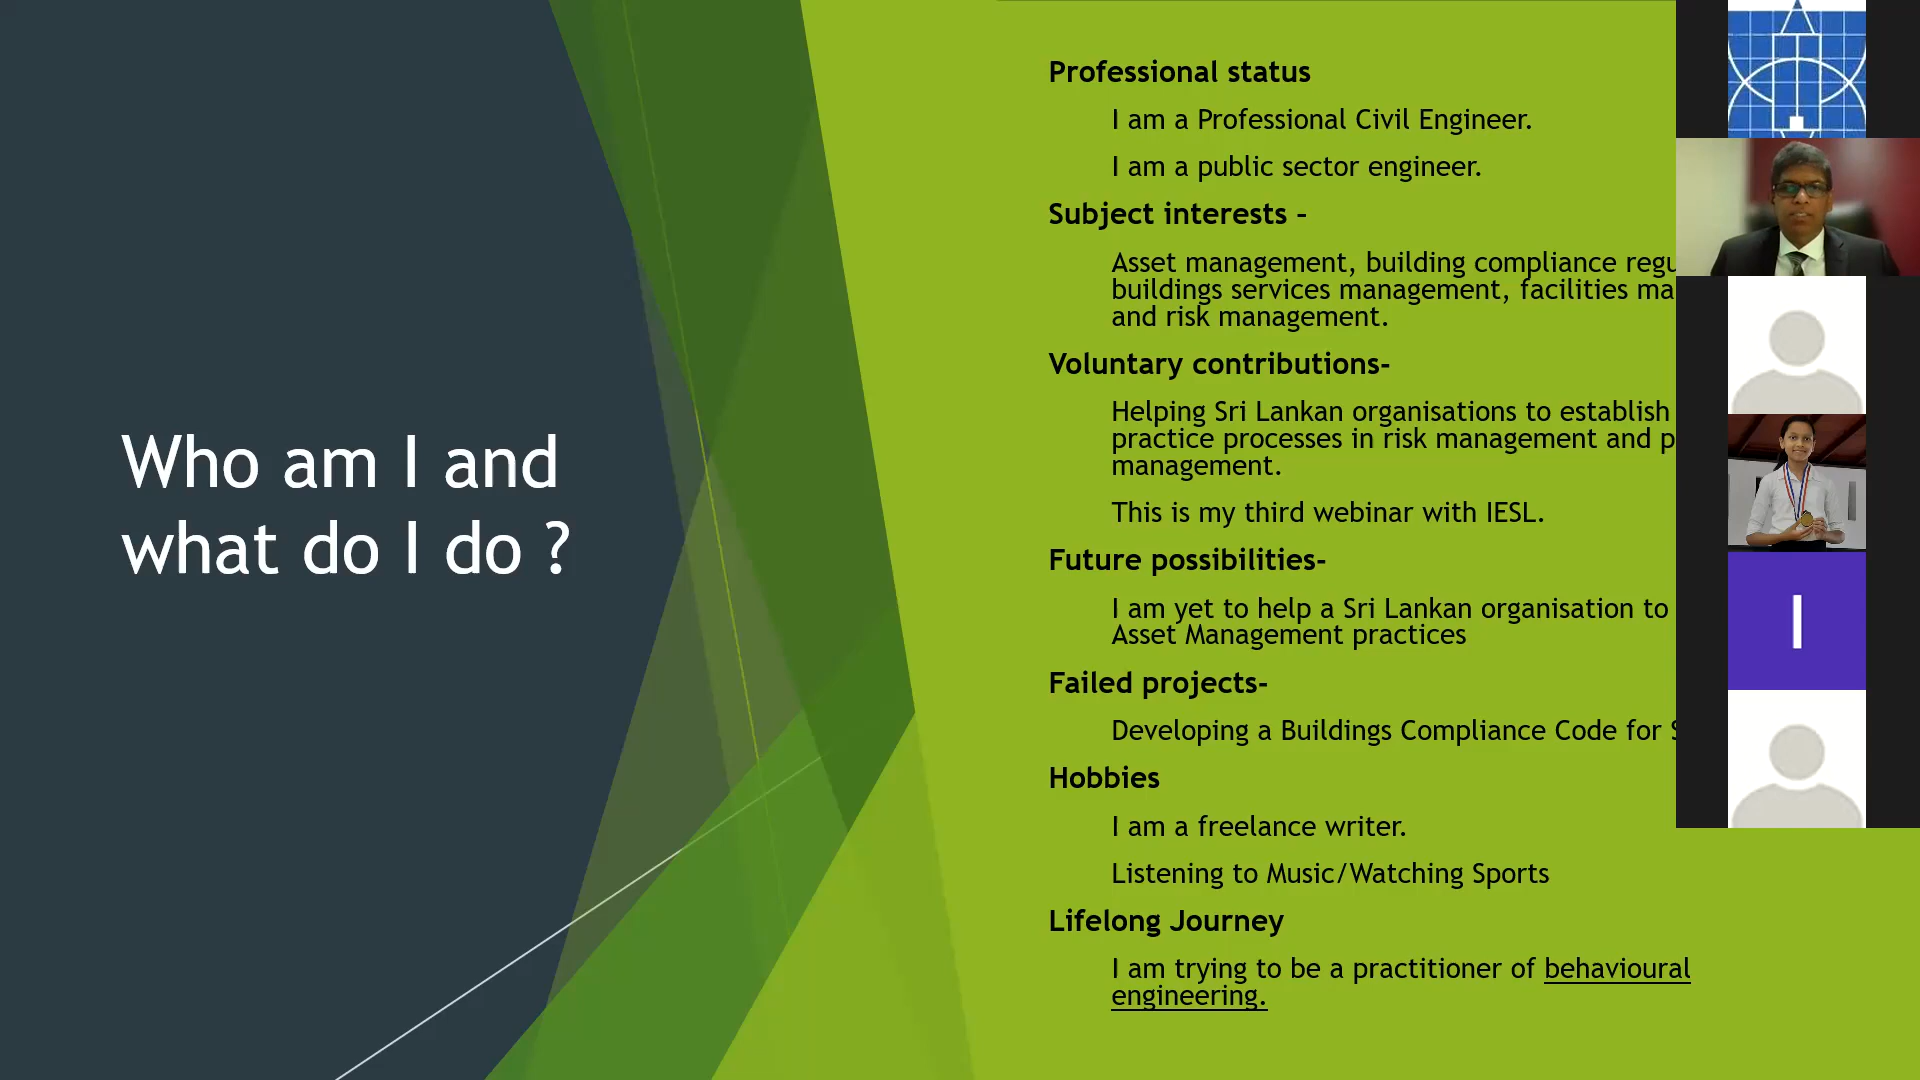 Who am I and
what do I do ?
Professional status
I am a Professional Civil Engineer.
I am a public sector engineer.
Subject interests –
Asset management, building compliance
buildings services management, facilities
and risk management.
Voluntary contributions-
Helping Sri Lankan organisations to establish
practice processes in risk management and
management.
This is my third webinar with IESL.
Future possibilities-
I am yet to help a Sri Lankan organisation to
Asset Management practices
Failed projects-
Developing a Buildings Compliance Code for
Hobbies
I am a freelance writer.
Listening to Music/Watching Sports
Lifelong Journey
I am trying to be a practitioner of behavioural
engineering.
I